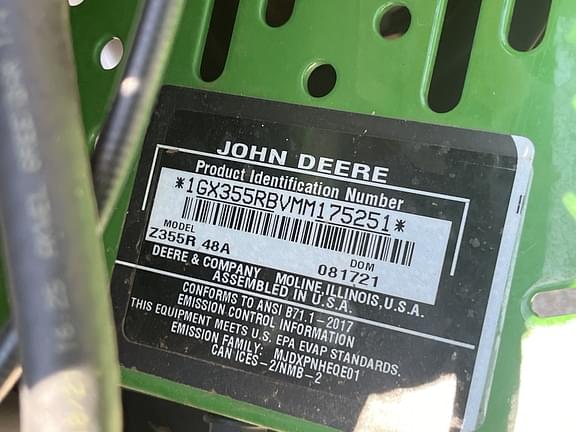 JOHN DEERE
Product Identification Number
*1GX355RBVMM175251*
MODEL DOM
Z355R 48A 081721
DEERE & COMPANY MOLINE, ILLINOIS, U.S.A.
ASSEMBLED IN U.S.A.
CONFORMS TO ANSI B71.1-2017
EMISSION CONTROL INFORMATION
THIS EQUIPMENT MEETS U.S. EPA EVAP STANDARDS.
EMISSION FAMILY: MJDXPNHEQE01
CAN ICES-2/NMB-2